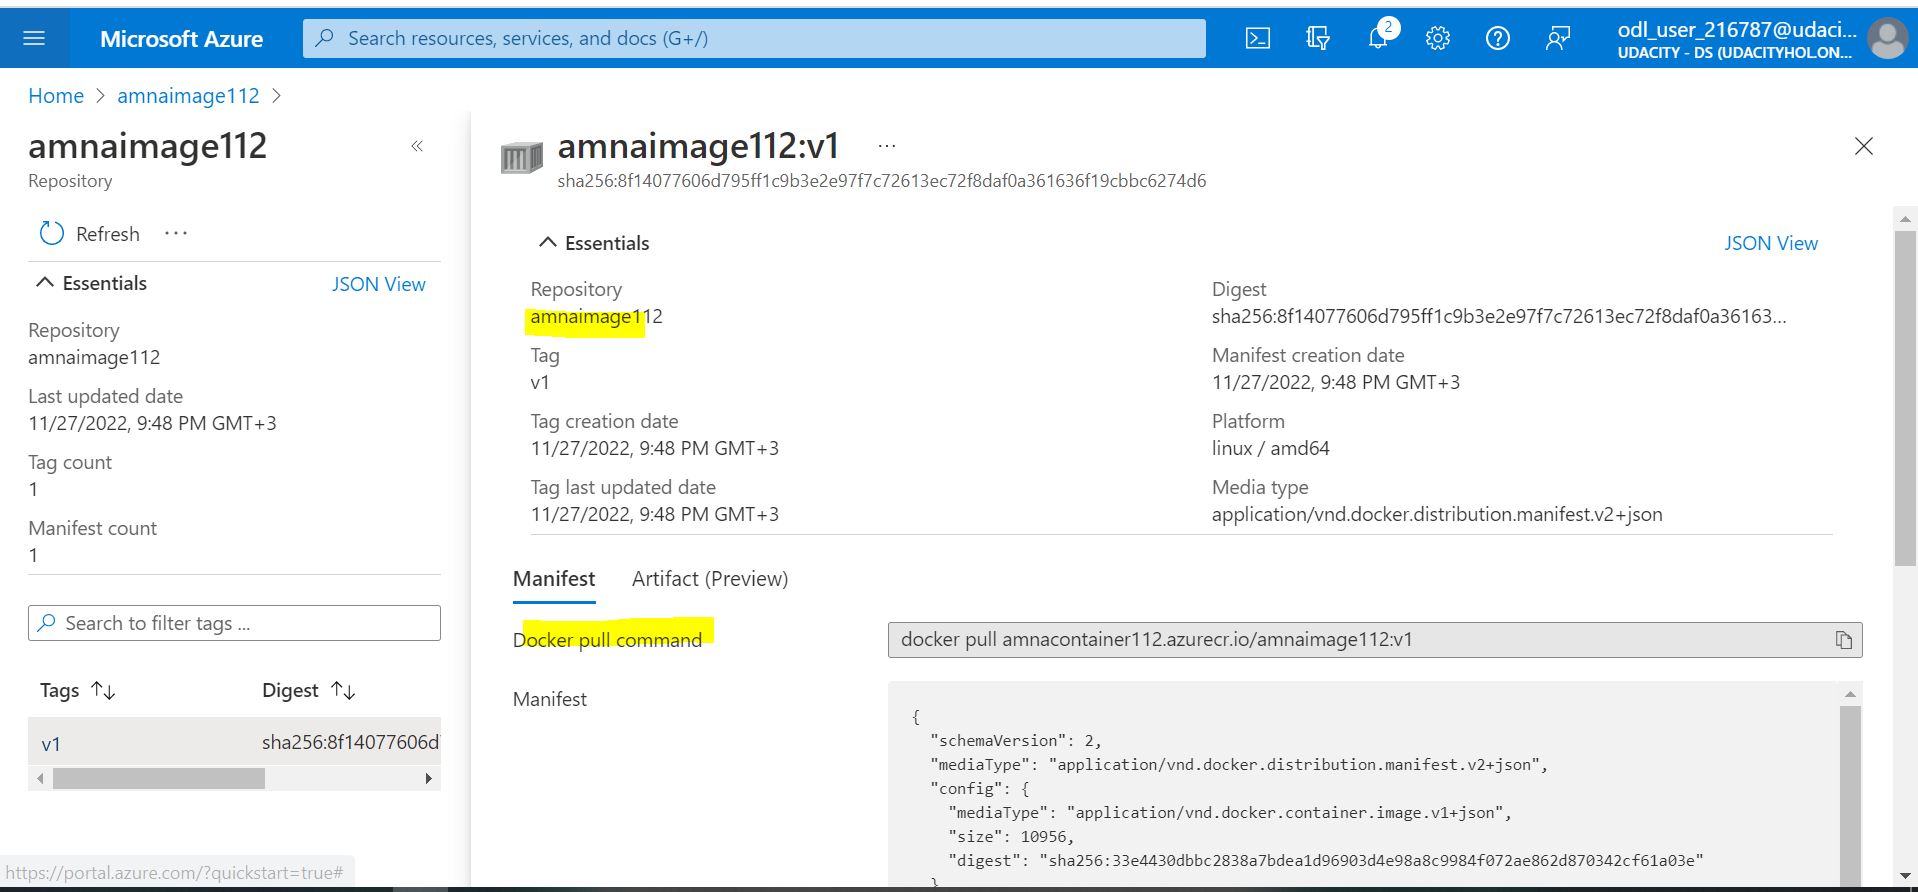 Microsoft Azure
Search resources, services, and docs (G+/)
2
odl_user_216787@udaci...
UDACITY - DS (UDACITYHOL.ON...
Home > amnaimage112 >
amnaimage112
«
Repository
Refresh ...
Essentials
JSON View
Repository
amnaimage112
Last updated date
11/27/2022, 9:48 PM GMT+3
Tag count
1
Manifest count
1
Search to filter tags ...
Tags ↑↓ Digest ↑↓
v1 sha256:8f14077606d
https://portal.azure.com/?quickstart=true#
amnaimage112:v1 ...
sha256:8f14077606d795ff1c9b3e2e97f7c72613ec72f8daf0a361636f19cbbc6274d6
Essentials
JSON View
Repository
amnaimage112
Tag
v1
Tag creation date
11/27/2022, 9:48 PM GMT+3
Tag last updated date
11/27/2022, 9:48 PM GMT+3
Digest
sha256:8f14077606d795ff1c9b3e2e97f7c72613ec72f8daf0a36163...
Manifest creation date
11/27/2022, 9:48 PM GMT+3
Platform
linux / amd64
Media type
application/vnd.docker.distribution.manifest.v2+json
Manifest Artifact (Preview)
Docker pull command
docker pull amnacontainer112.azurecr.io/amnaimage112:v1
Manifest
{
"schemaVersion": 2,
"mediaType": "application/vnd.docker.distribution.manifest.v2+json",
"config": {
"mediaType": "application/vnd.docker.container.image.v1+json",
"size": 10956,
"digest": "sha256:33e4430dbbc2838a7bdea1d96903d4e98a8c9984f072ae862d870342cf61a03e"
}